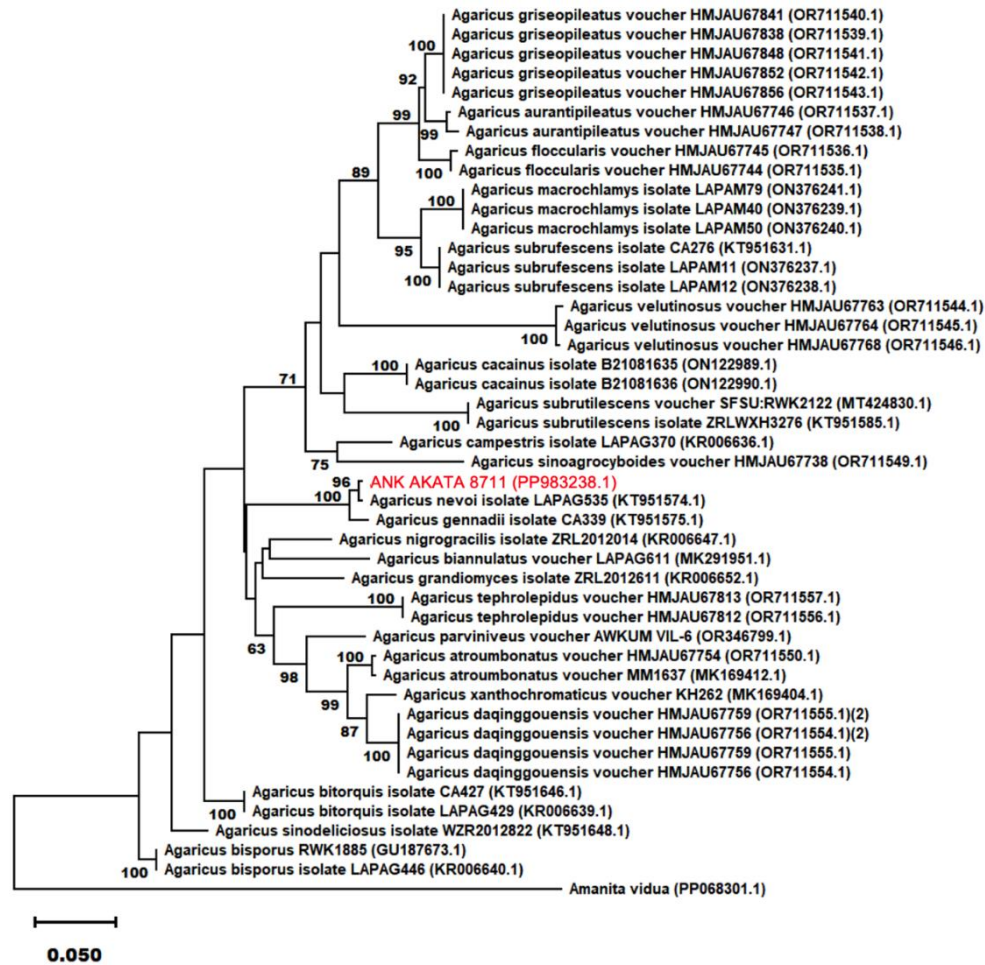 Agaricus griseopileatus voucher HMJAU67841 (OR711540.1)
Agaricus griseopileatus voucher HMJAU67838 (OR711539.1)
100
Agaricus griseopileatus voucher HMJAU67848 (OR711541.1)
92
Agaricus griseopileatus voucher HMJAU67852 (OR711542.1)
Agaricus griseopileatus voucher HMJAU67856 (OR711543.1)
99
Agaricus aurantipileatus voucher HMJAU67746 (OR711537.1)
99
Agaricus aurantipileatus voucher HMJAU67747 (OR711538.1)
Agaricus floccularis voucher HMJAU67745 (OR711536.1)
100
Agaricus floccularis voucher HMJAU67744 (OR711535.1)
89
Agaricus macrochlamys isolate LAPAM79 (ON376241.1)
100
Agaricus macrochlamys isolate LAPAM40 (ON376239.1)
Agaricus macrochlamys isolate LAPAM50 (ON376240.1)
95
Agaricus subrufescens isolate CA276 (KT951631.1)
Agaricus subrufescens isolate LAPAM11 (ON376237.1)
100
Agaricus subrufescens isolate LAPAM12 (ON376238.1)
Agaricus velutinosus voucher HMJAU67763 (OR711544.1)
Agaricus velutinosus voucher HMJAU67764 (OR711545.1)
100
Agaricus velutinosus voucher HMJAU67768 (OR711546.1)
100
Agaricus cacainus isolate B21081635 (ON122989.1)
71
Agaricus cacainus isolate B21081636 (ON122990.1)
Agaricus subrutilescens voucher SFSU:RWK2122 (MT424830.1)
100
Agaricus subrutilescens isolate ZRLWXH3276 (KT951585.1)
Agaricus campestris isolate LAPAG370 (KR006636.1)
75
Agaricus sinoagrocyboides voucher HMJAU67738 (OR711549.1)
96
ANK AKATA 8711 (PP983238.1)
100
Agaricus nevoi isolate LAPAG535 (KT951574.1)
Agaricus gennadii isolate CA339 (KT951575.1)
Agaricus nigrogracilis isolate ZRL2012014 (KR006647.1)
Agaricus biannulatus voucher LAPAG611 (MK291951.1)
Agaricus grandiomyces isolate ZRL2012611 (KR006652.1)
100
Agaricus tephrolepidus voucher HMJAU67813 (OR711557.1)
Agaricus tephrolepidus voucher HMJAU67812 (OR711556.1)
63
Agaricus parviniveus voucher AWKUM VIL-6 (OR346799.1)
100
Agaricus atroumbonatus voucher HMJAU67754 (OR711550.1)
98
Agaricus atroumbonatus voucher MM1637 (MK169412.1)
99
Agaricus xanthochromaticus voucher KH262 (MK169404.1)
Agaricus daqinggouensis voucher HMJAU67759 (OR711555.1)(2)
87
Agaricus daqinggouensis voucher HMJAU67756 (OR711554.1)(2)
Agaricus daqinggouensis voucher HMJAU67759 (OR711555.1)
100
Agaricus daqinggouensis voucher HMJAU67756 (OR711554.1)
Agaricus bitorquis isolate CA427 (KT951646.1)
100
Agaricus bitorquis isolate LAPAG429 (KR006639.1)
Agaricus sinodeliciosus isolate WZR2012822 (KT951648.1)
Agaricus bisporus RWK1885 (GU187673.1)
100
Agaricus bisporus isolate LAPAG446 (KR006640.1)
Amanita vidua (PP068301.1)
0.050